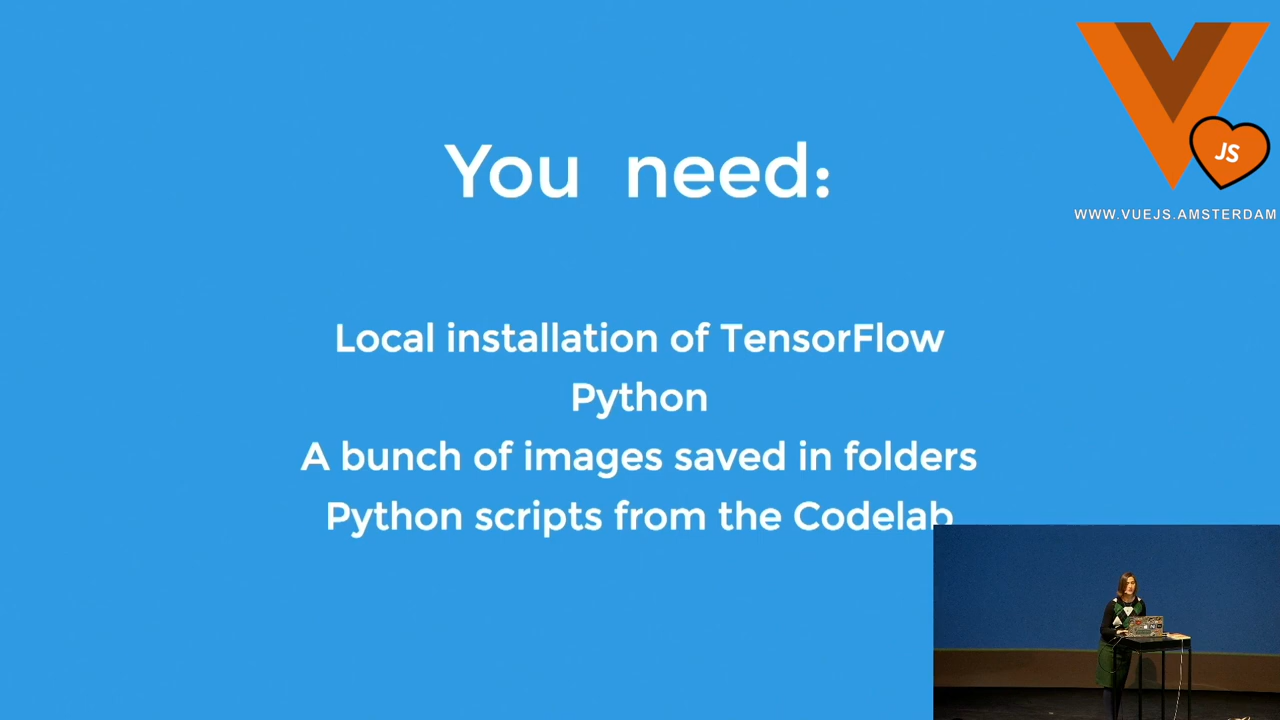 You need:
Local installation of TensorFlow
Python
A bunch of images saved in folders
Python scripts from the Codelab
JS
WWW.VUEJS.AMSTERDAM